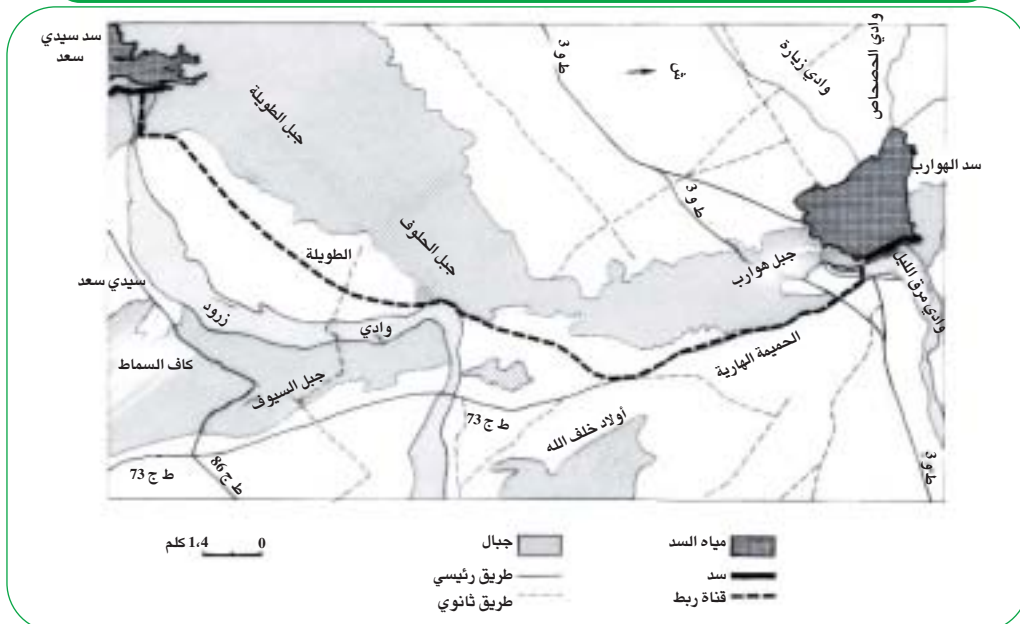 سد سيدي
سعد
جبل الطويلة
ط و 3
ش
وادي زيارة
وادي الحصحاص
سد الهوارب
ط و 3
جبل الحلوف
الطويلة
جبل هوارب
وادي مرق الليل
سيدي سعد
زرود
وادي
كاف السماط
جبل السيوف
الحميمة الهارية
ط ج 73
أولاد خلف الله
ط و 3
ط ج 73
ط ج 86
0 1،4 كلم
جبال
طريق رئيسي
طريق ثانوي
مياه السد
سد
قناة ربط